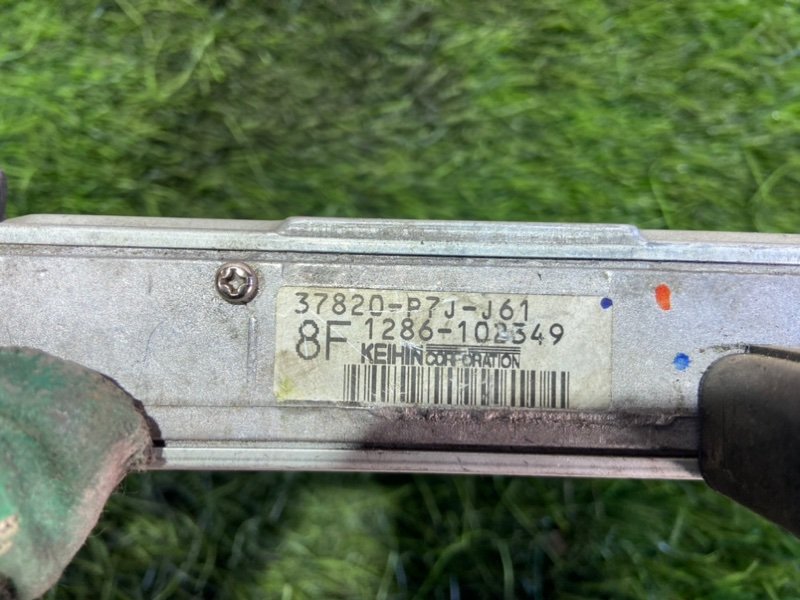 37820-P7J-J61
8F 1286-102349
KEIHIN CORPORATION